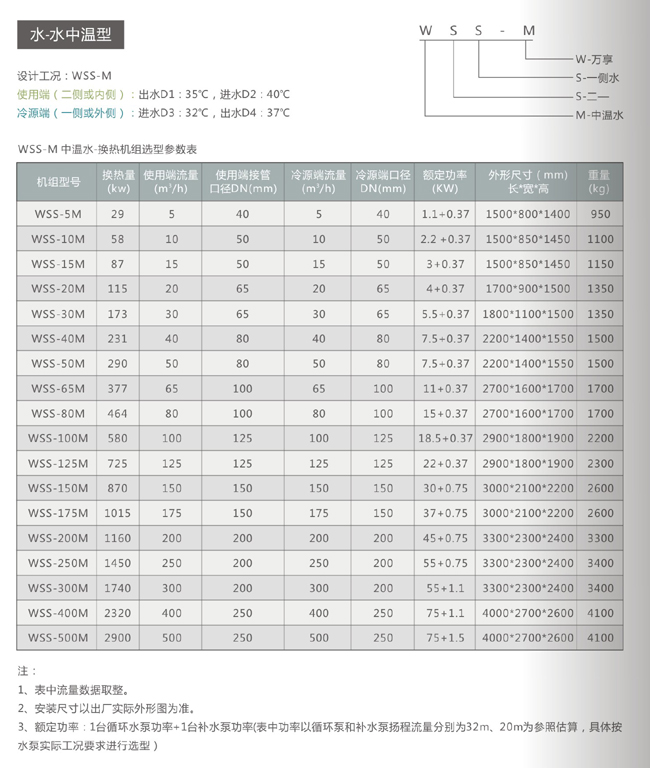 水-水中温型
W S S - M
W-万享
S-一侧水
S-二一
M-中温水
设计工况：WSS-M
使用端（二侧或内侧）：出水D1：35℃，进水D2：40℃
冷源端（一侧或外侧）：进水D3：32℃，出水D4：37℃
WSS-M 中温水-换热机组选型参数表
机组型号 换热量(kw) 使用端流量(m³/h) 使用端接管口径DN(mm) 冷源端流量(m³/h) 冷源端口径DN(mm) 额定功率(KW) 外形尺寸（mm）长*宽*高 重量(kg)
WSS-5M 29 5 40 5 40 1.1+0.37 1500*800*1400 950
WSS-10M 58 10 50 10 50 2.2 +0.37 1500*850*1450 1100
WSS-15M 87 15 50 15 50 3+0.37 1500*850*1450 1150
WSS-20M 115 20 65 20 65 4+0.37 1700*900*1500 1350
WSS-30M 173 30 65 30 65 5.5+0.37 1800*1100*1500 1350
WSS-40M 231 40 80 40 80 7.5+0.37 2200*1400*1550 1500
WSS-50M 290 50 80 50 80 7.5+0.37 2200*1400*1550 1500
WSS-65M 377 65 100 65 100 11+0.37 2700*1600*1700 1700
WSS-80M 464 80 100 80 100 15+0.37 2700*1600*1700 1700
WSS-100M 580 100 125 100 125 18.5+0.37 2900*1800*1900 2200
WSS-125M 725 125 125 125 125 22+0.37 2900*1800*1900 2300
WSS-150M 870 150 150 150 150 30+0.75 3000*2100*2200 2600
WSS-175M 1015 175 150 175 150 37+0.75 3000*2100*2200 2600
WSS-200M 1160 200 200 200 200 45+0.75 3300*2300*2400 3300
WSS-250M 1450 250 200 250 200 55+0.75 3300*2300*2400 3400
WSS-300M 1740 300 200 300 200 55+1.1 3300*2300*2400 3400
WSS-400M 2320 400 250 400 250 75+1.1 4000*2700*2600 4100
WSS-500M 2900 500 250 500 250 75+1.5 4000*2700*2600 4100
注：
1、表中流量数据取整。
2、安装尺寸以出厂实际外形图为准。
3、额定功率：1台循环水泵功率+1台补水泵功率(表中功率以循环泵和补水泵扬程流量分别为32m、20m为参照估算，具体按
水泵实际工况要求进行选型 )